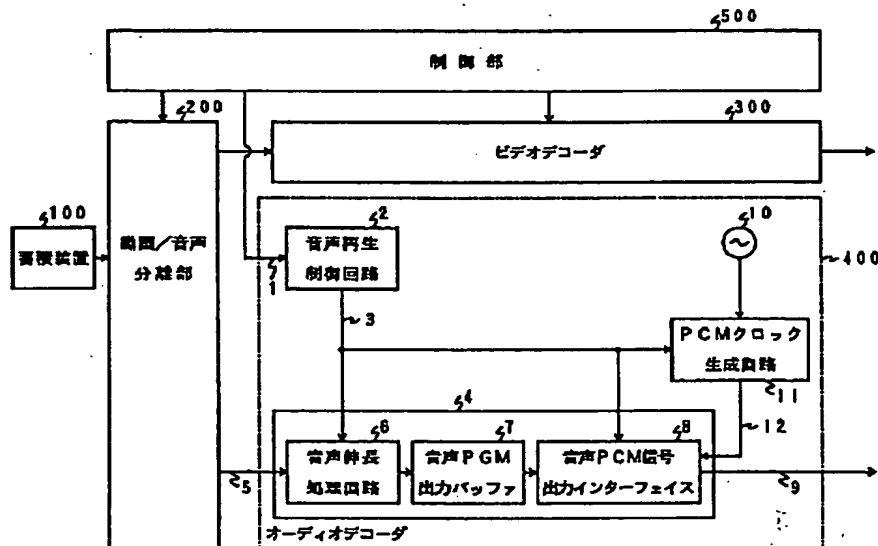 500
制御部
200
300
ビデオデコーダ
100
蓄積装置
動画／音声
分離部
2
音声再生
制御回路
1
10
400
3
PCMクロック
生成回路
11
12
4
6
音声伸長
処理回路
7
音声PGM
出力バッファ
8
音声PCM信号
出力インターフェイス
5
9
オーディオデコーダ